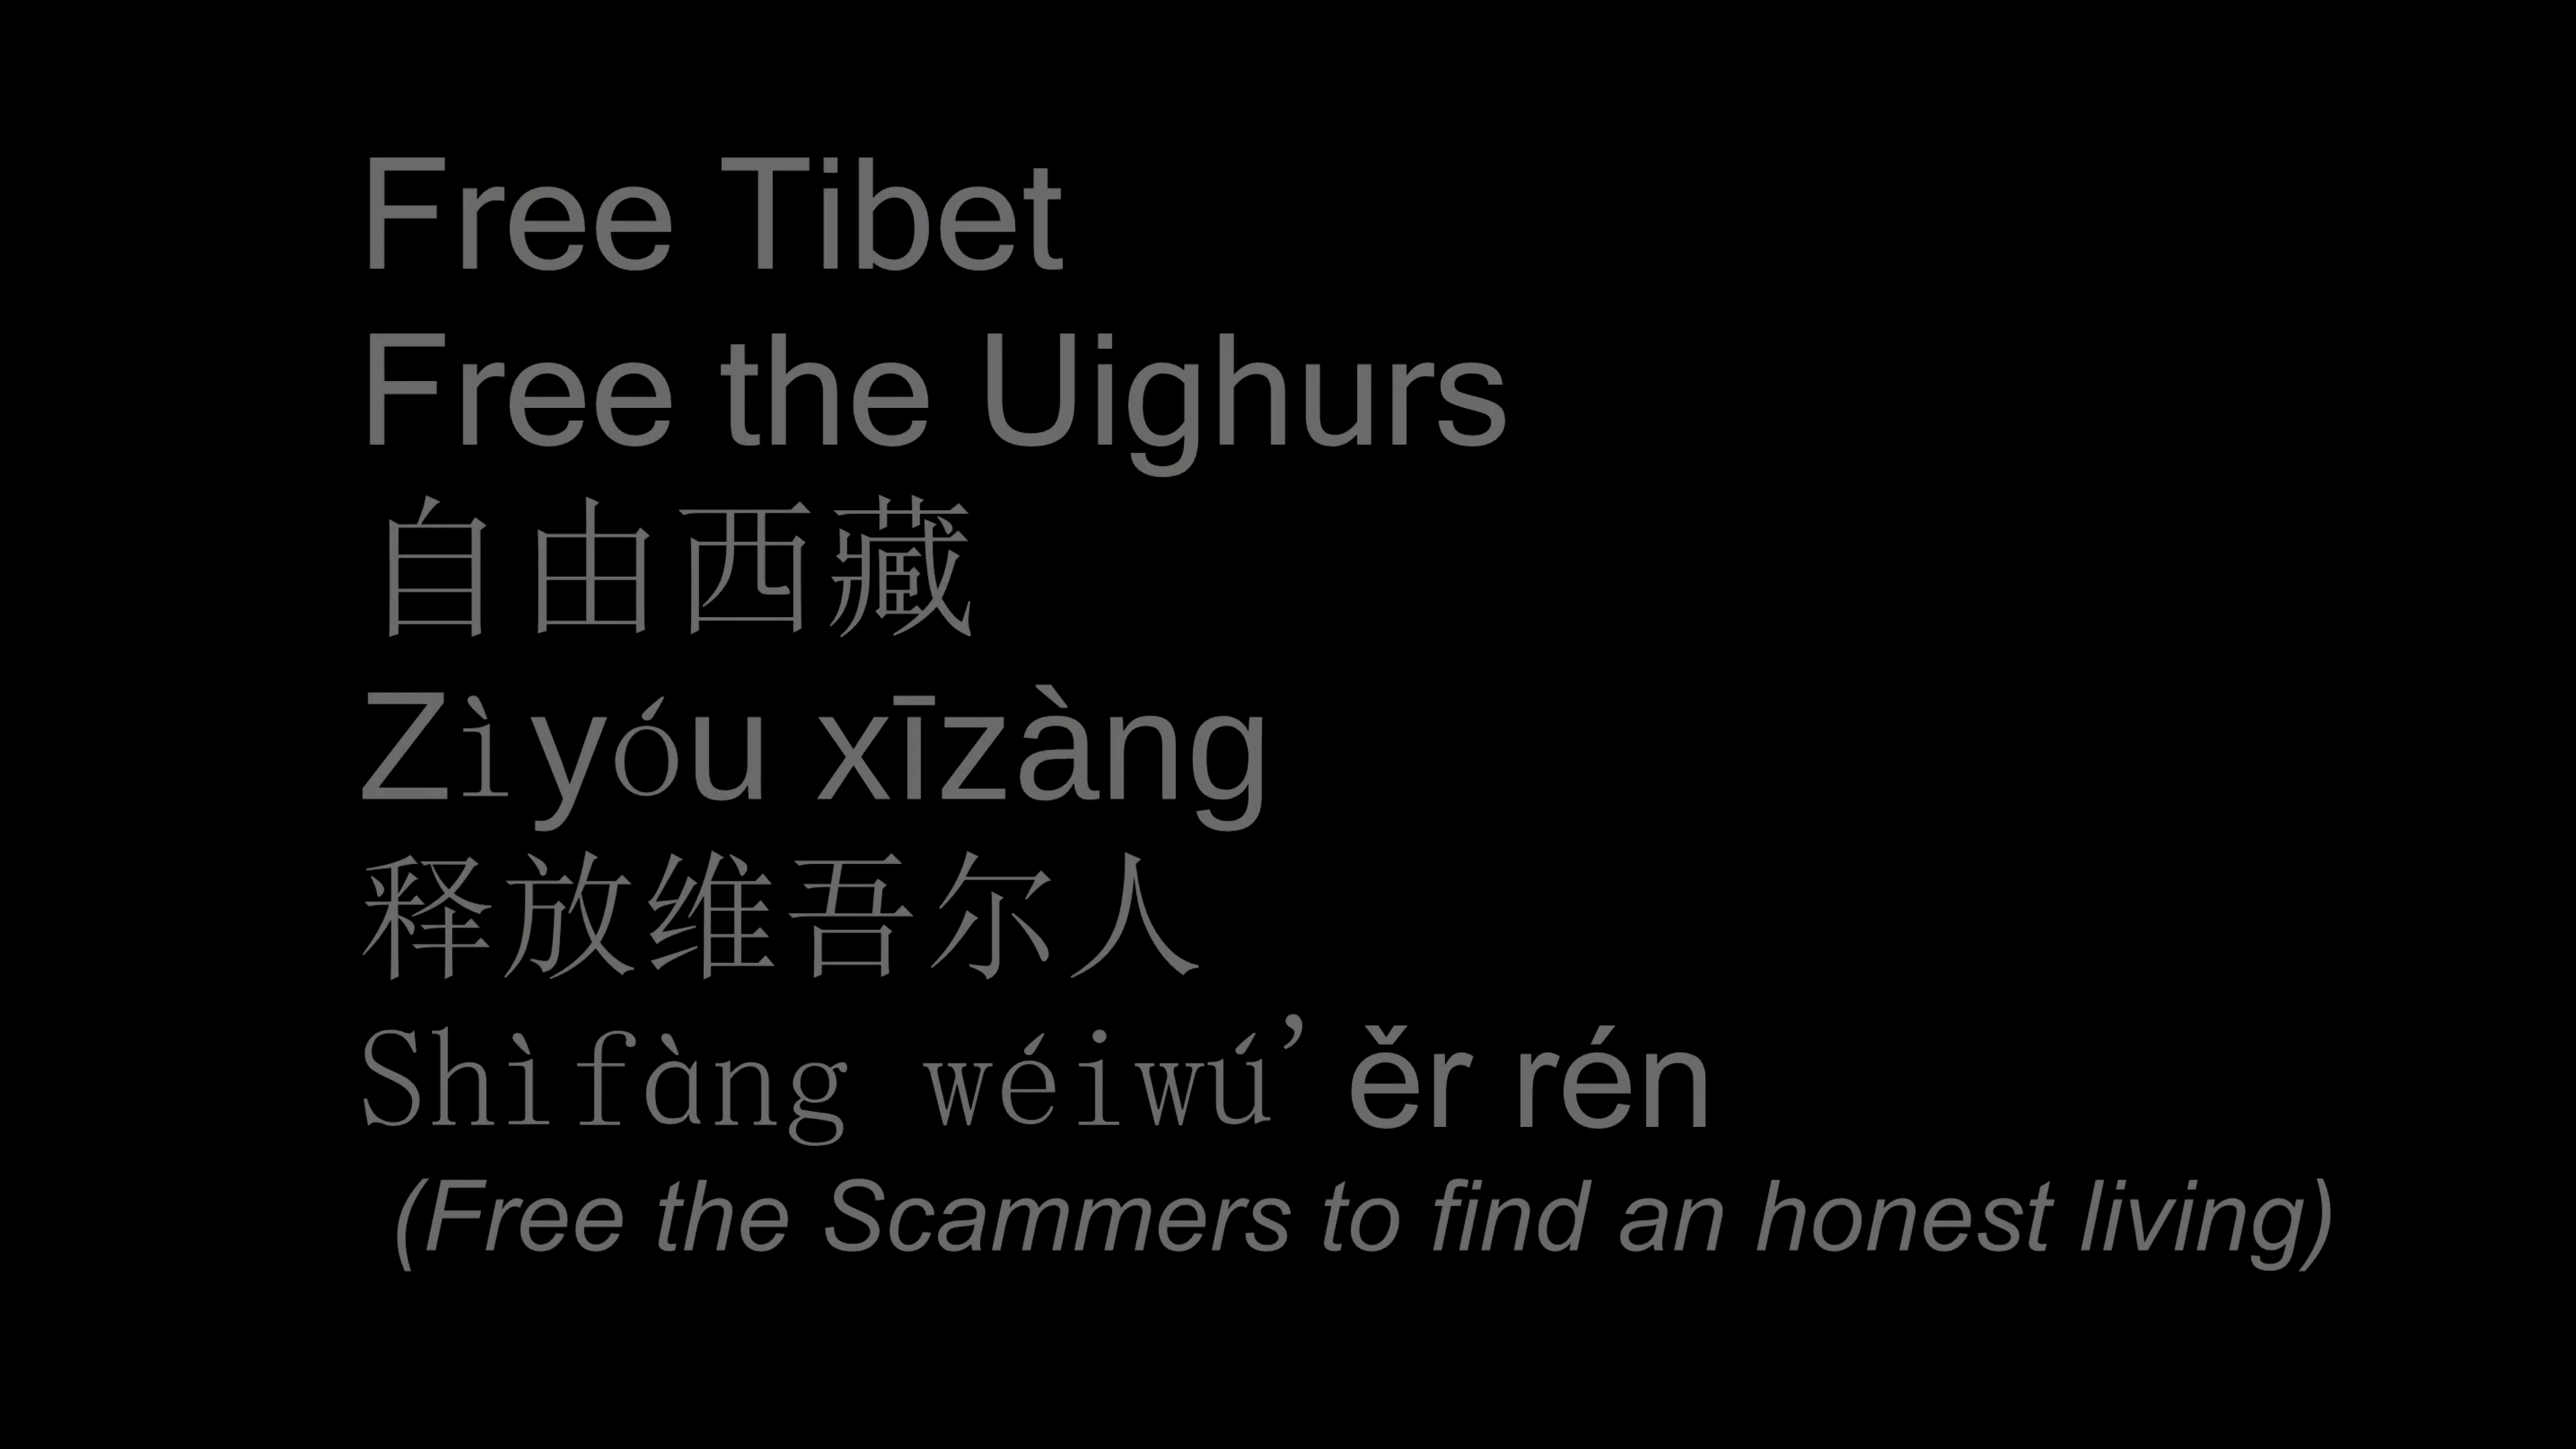 Free Tibet
Free the Uighurs
自由西藏
Zìyóu xīzàng
释放维吾尔人
Shìfàng wéiwú’ěr rén
(Free the Scammers to find an honest living)